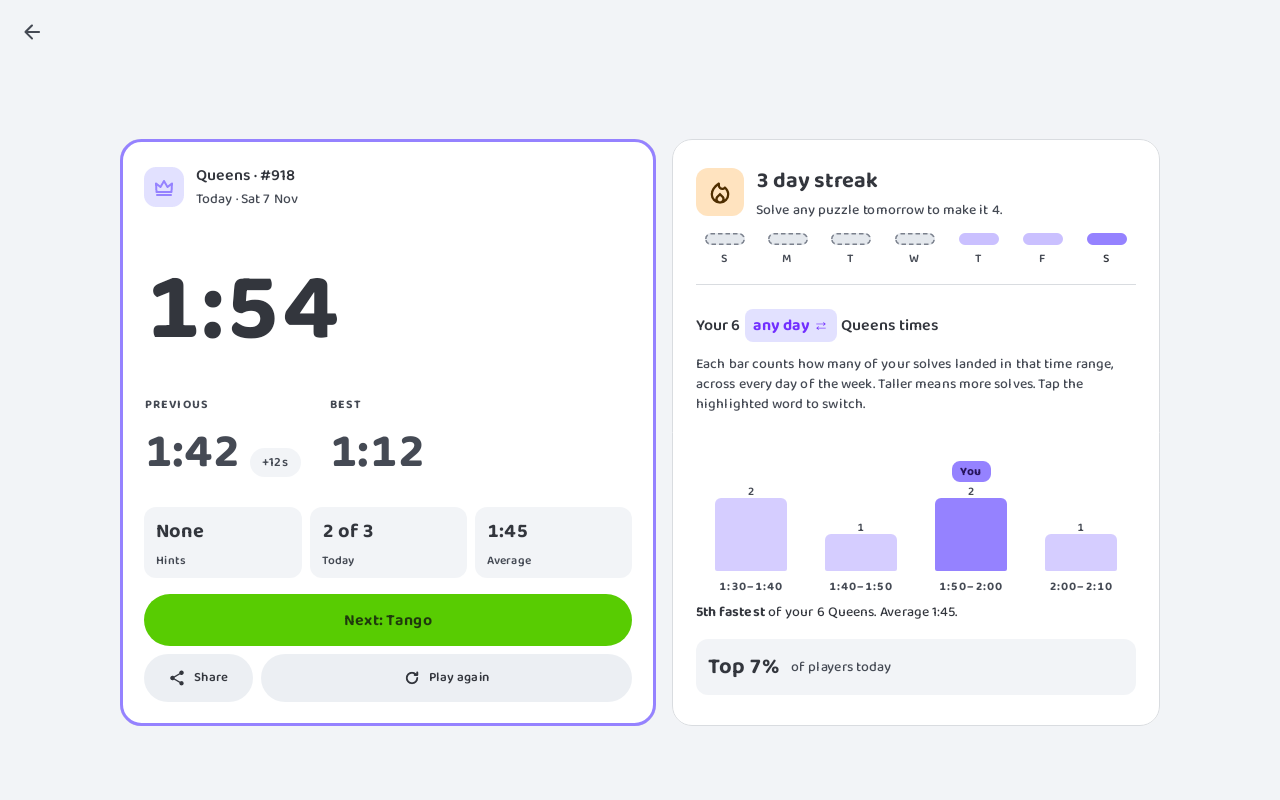 Queens · #918
Today · Sat 7 Nov
1:54
PREVIOUS
BEST
1:42
+12s
1:12
None
Hints
2 of 3
Today
1:45
Average
Next: Tango
Share
Play again
3 day streak
Solve any puzzle tomorrow to make it 4.
S M T W T F S
Your 6 any day Queens times
Each bar counts how many of your solves landed in that time range,
across every day of the week. Taller means more solves. Tap the
highlighted word to switch.
You
2
1
2
1
1:30–1:40
1:40–1:50
1:50–2:00
2:00–2:10
5th fastest of your 6 Queens. Average 1:45.
Top 7% of players today